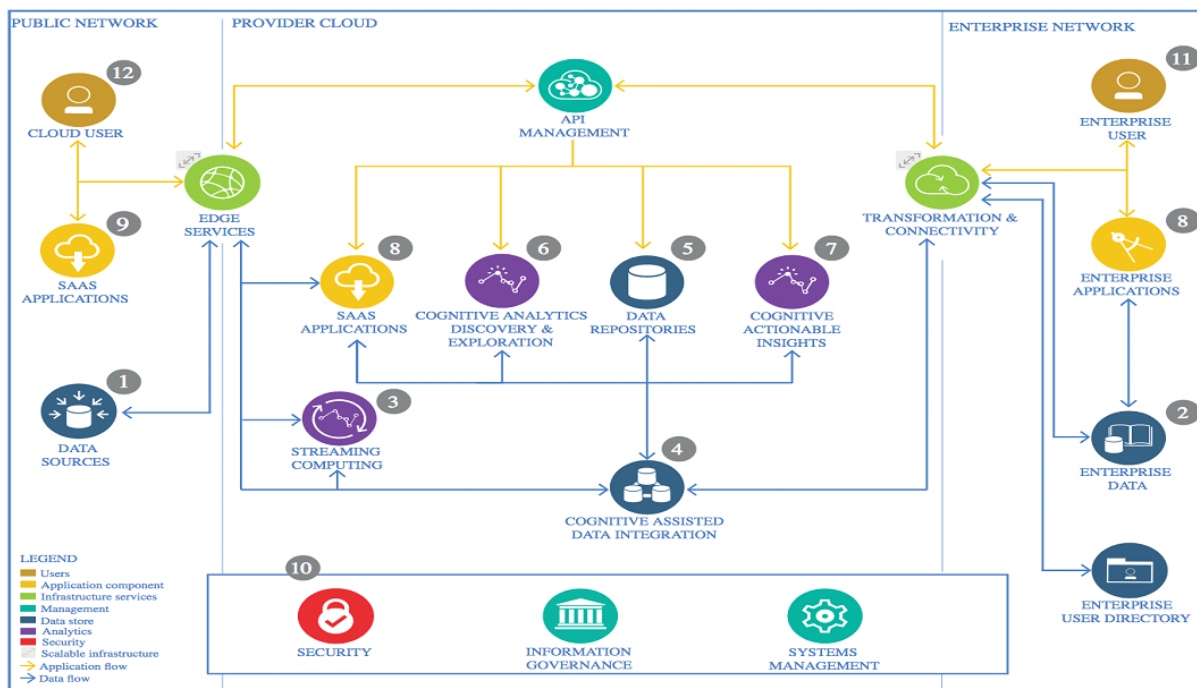 PUBLIC NETWORK
PROVIDER CLOUD
ENTERPRISE NETWORK
12
CLOUD USER
API
MANAGEMENT
11
ENTERPRISE
USER
EDGE
SERVICES
TRANSFORMATION &
CONNECTIVITY
9
SAAS
APPLICATIONS
8
SAAS
APPLICATIONS
6
COGNITIVE ANALYTICS
DISCOVERY &
EXPLORATION
5
DATA
REPOSITORIES
7
COGNITIVE
ACTIONABLE
INSIGHTS
8
ENTERPRISE
APPLICATIONS
1
DATA
SOURCES
3
STREAMING
COMPUTING
4
COGNITIVE ASSISTED
DATA INTEGRATION
2
ENTERPRISE
DATA
ENTERPRISE
USER DIRECTORY
LEGEND
Users
Application component
Infrastructure services
Management
Data store
Analytics
Security
Scalable infrastructure
Application flow
Data flow
10
SECURITY
INFORMATION
GOVERNANCE
SYSTEMS
MANAGEMENT